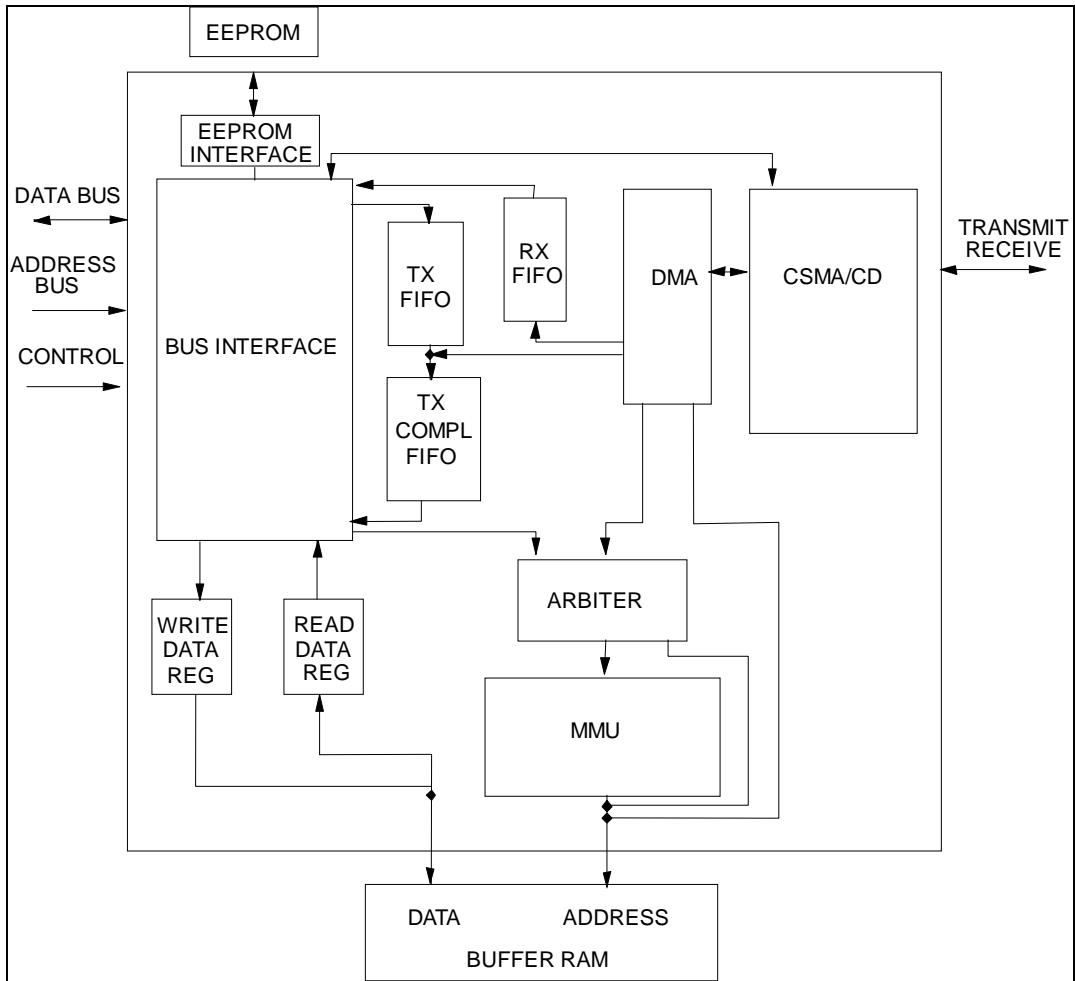 EEPROM
EEPROM
INTERFACE
DATA BUS
ADDRESS
BUS
CONTROL
BUS INTERFACE
TX
FIFO
RX
FIFO
DMA
CSMA/CD
TRANSMIT
RECEIVE
TX
COMPL
FIFO
WRITE
DATA
REG
READ
DATA
REG
ARBITER
MMU
DATA
ADDRESS
BUFFER RAM